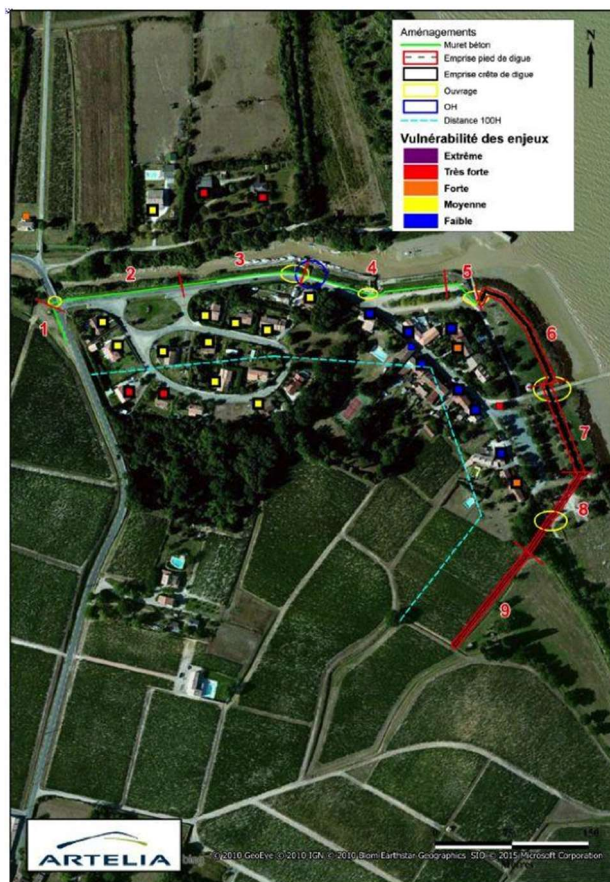 Aménagements
Muret béton
Emprise pied de digue
Emprise crête de digue
Ouvrage
OH
Distance 100H
Vulnérabilité des enjeux
Extrême
Très forte
Forte
Moyenne
Faible
N
1
2
3
4
5
6
7
8
9
150
ARTELIA
© 2010 GeoEye © 2010 IGN © 2010 Blom Earthstar Geographics SIO © 2015 Microsoft Corporation